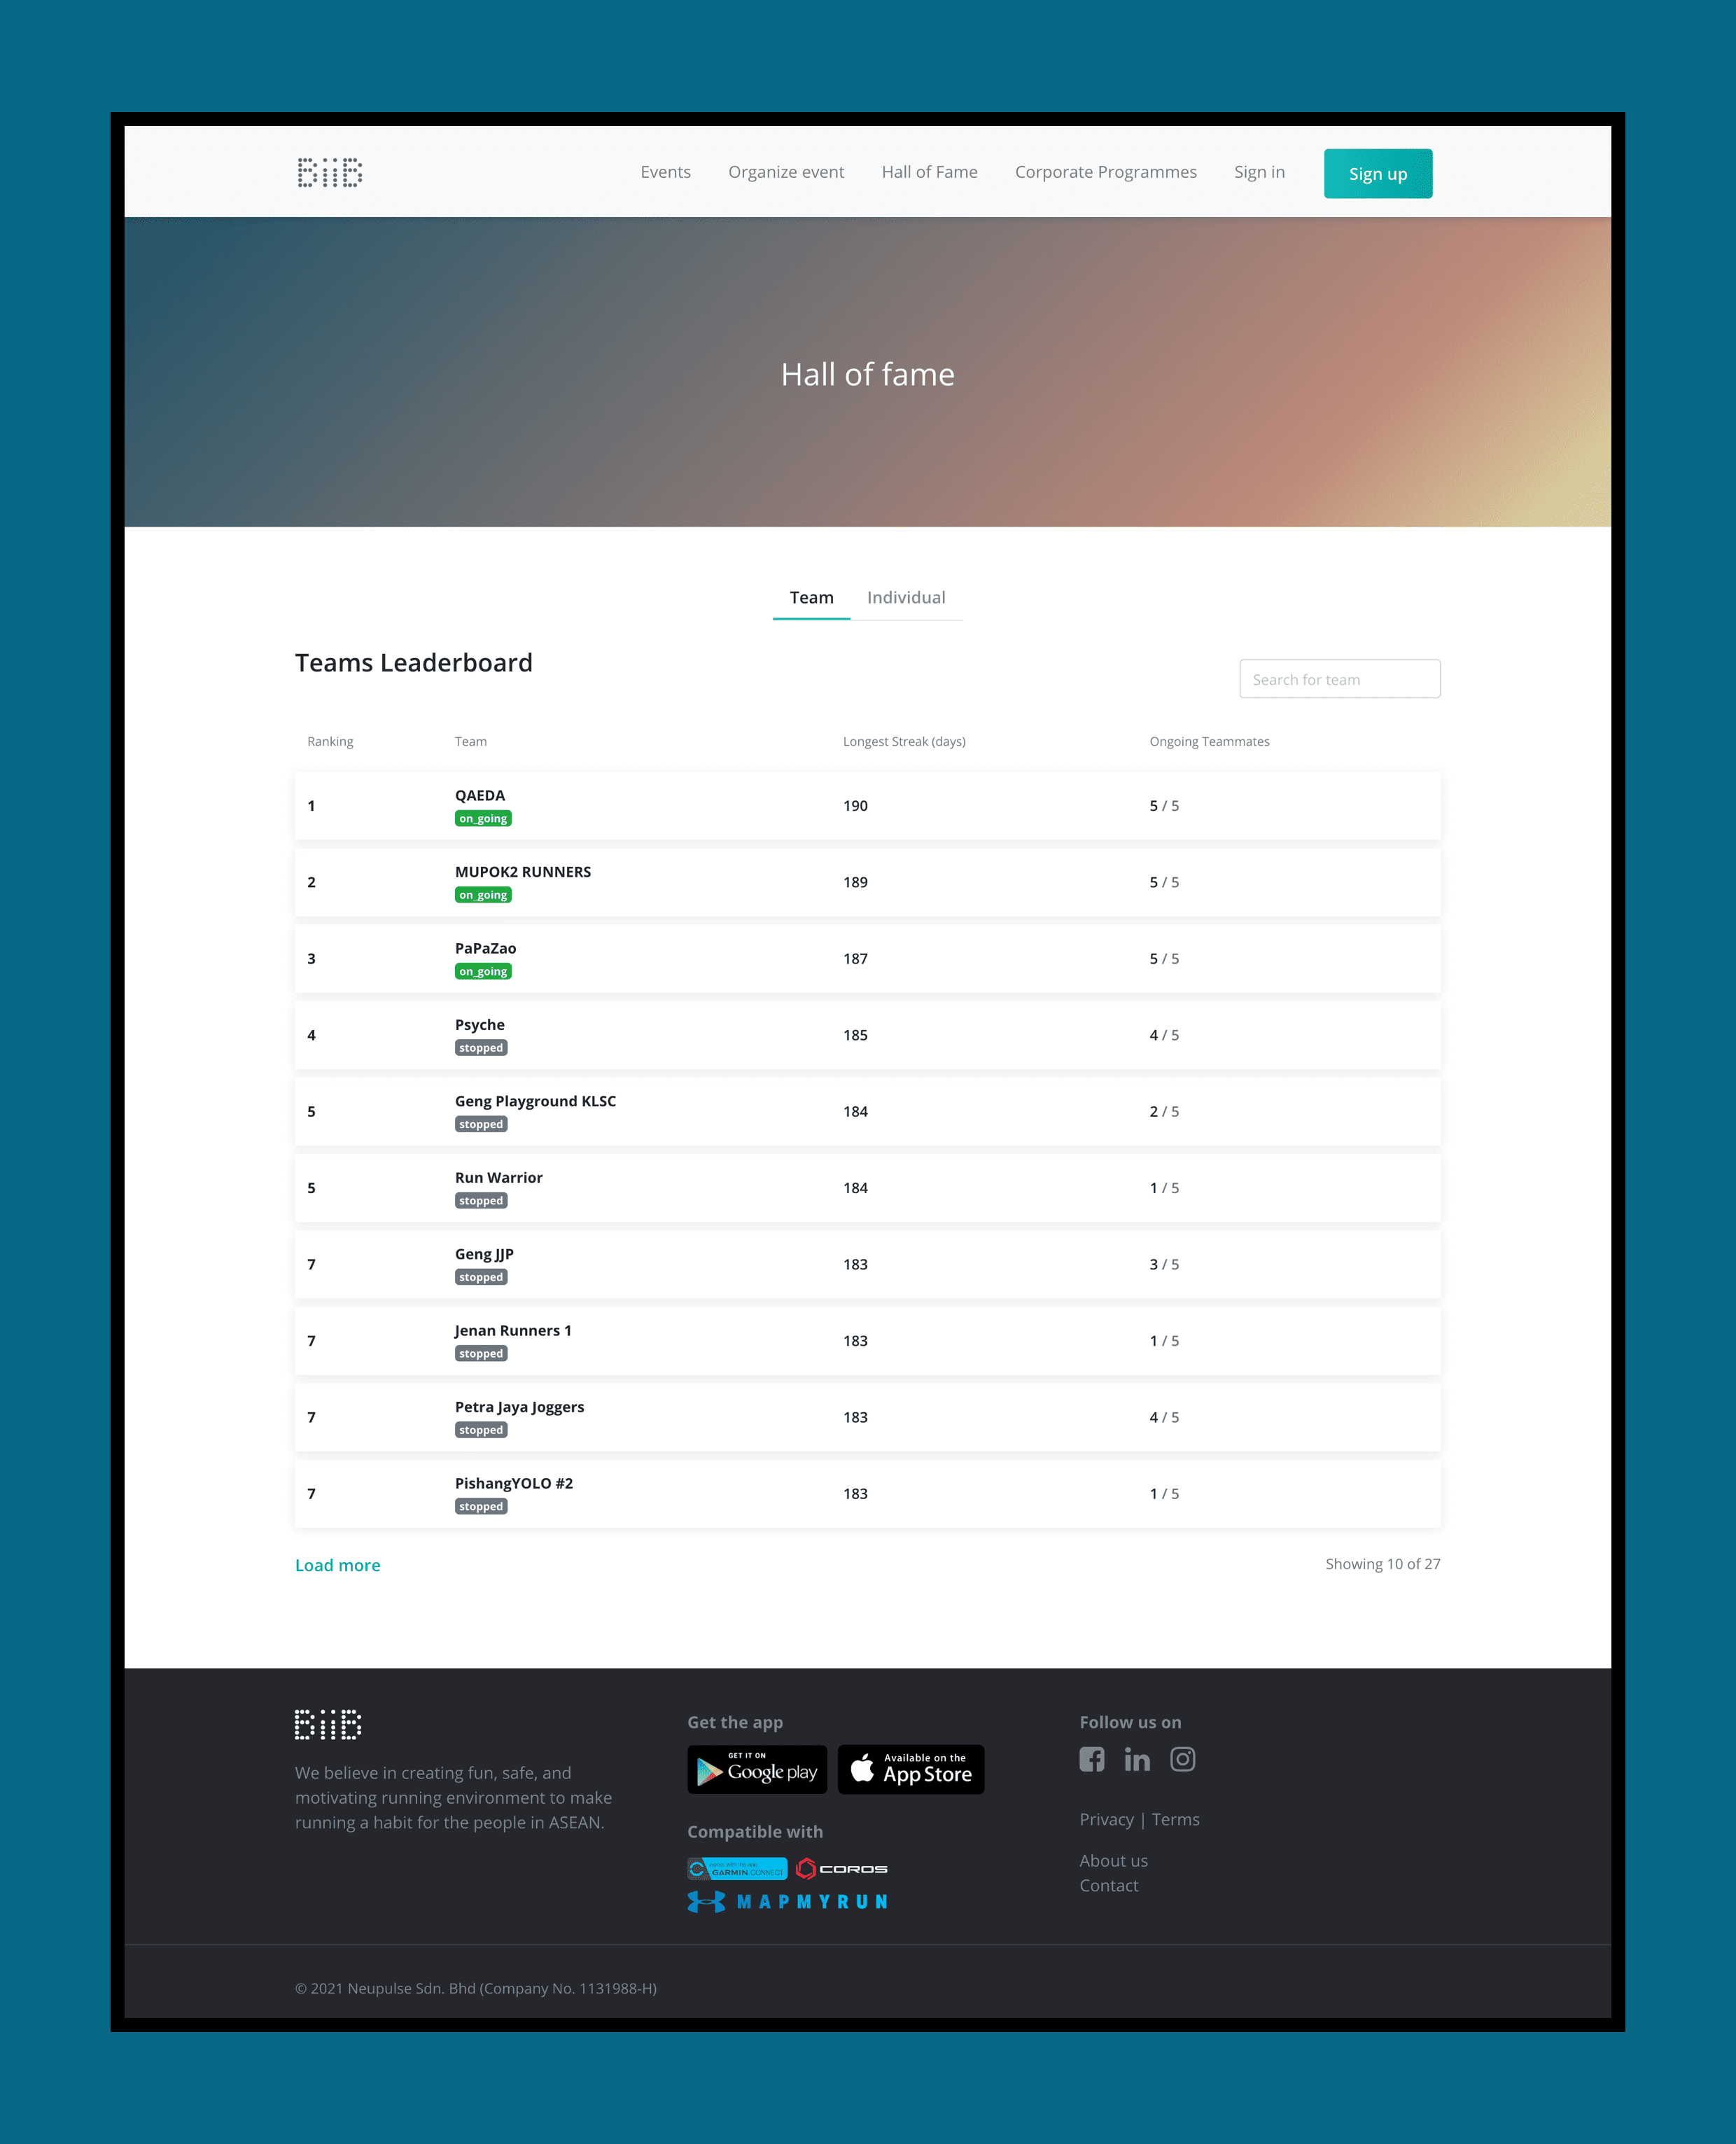 BiiB
Events Organize event Hall of Fame Corporate Programmes Sign in Sign up
Hall of fame
Team Individual
Teams Leaderboard
Search for team
Ranking Team Longest Streak (days) Ongoing Teammates
1 QAEDA 190 5 / 5
on_going
2 MUPOK2 RUNNERS 189 5 / 5
on_going
3 PaPaZao 187 5 / 5
on_going
4 Psyche 185 4 / 5
stopped
5 Geng Playground KLSC 184 2 / 5
stopped
5 Run Warrior 184 1 / 5
stopped
7 Geng JJP 183 3 / 5
stopped
7 Jenan Runners 1 183 1 / 5
stopped
7 Petra Jaya Joggers 183 4 / 5
stopped
7 PishangYOLO #2 183 1 / 5
stopped
Load more Showing 10 of 27
BiiB
We believe in creating fun, safe, and
motivating running environment to make
running a habit for the people in ASEAN.
Get the app
GET IT ON
Google play
Available on the
App Store
Compatible with
GARMIN CONNECT
COROS
MAPMYRUN
Follow us on
Privacy | Terms
About us
Contact
© 2021 Neupulse Sdn. Bhd (Company No. 1131988-H)